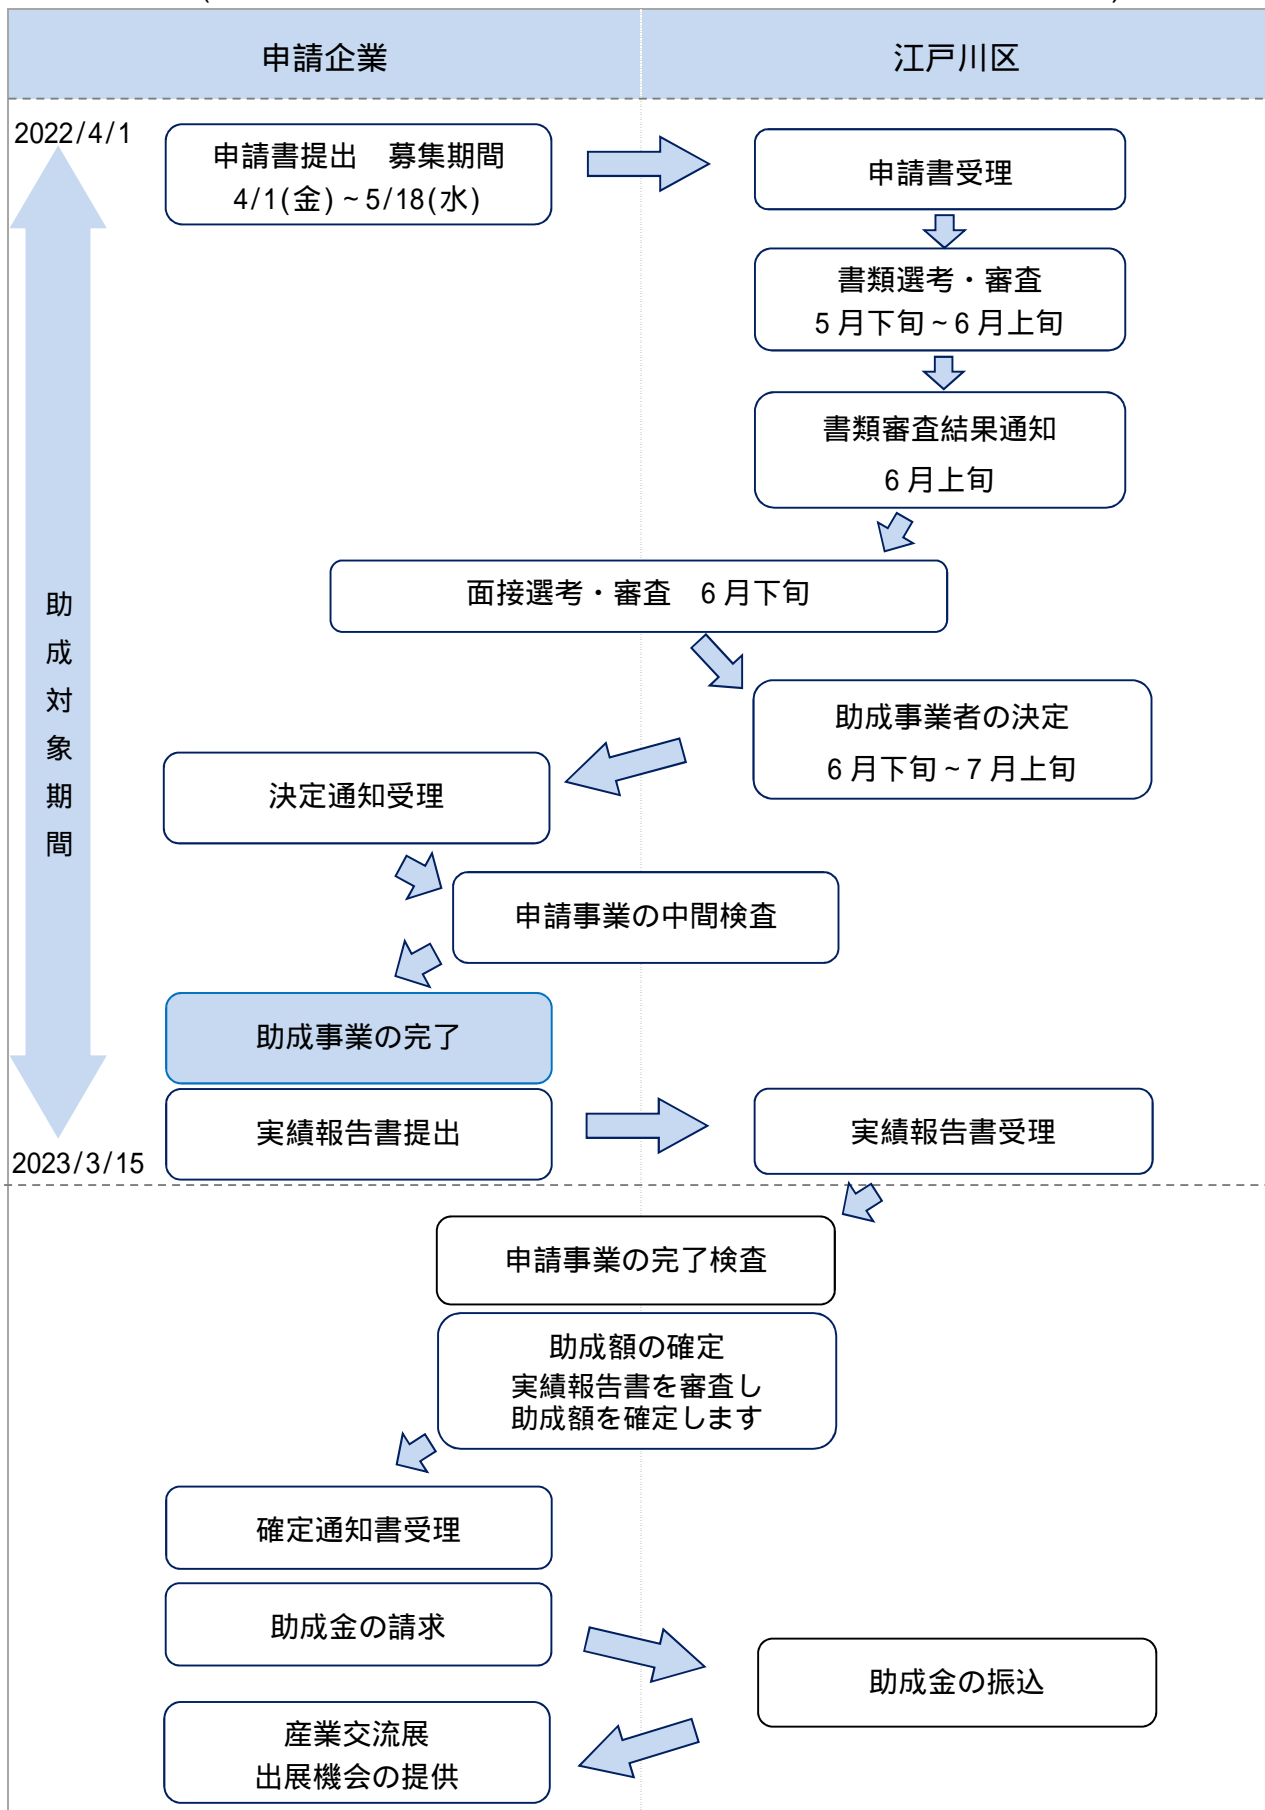 申請企業
江戸川区
2022/4/1
申請書提出　募集期間
4/1(金) ~ 5/18(水)
申請書受理
書類選考・審査
5 月下旬 ~ 6 月上旬
書類審査結果通知
6 月上旬
面接選考・審査　6 月下旬
助成対象期間
助成事業者の決定
6 月下旬 ~ 7 月上旬
決定通知受理
申請事業の中間検査
助成事業の完了
実績報告書提出
実績報告書受理
2023/3/15
申請事業の完了検査
助成額の確定
実績報告書を審査し
助成額を確定します
確定通知書受理
助成金の請求
助成金の振込
産業交流展
出展機会の提供